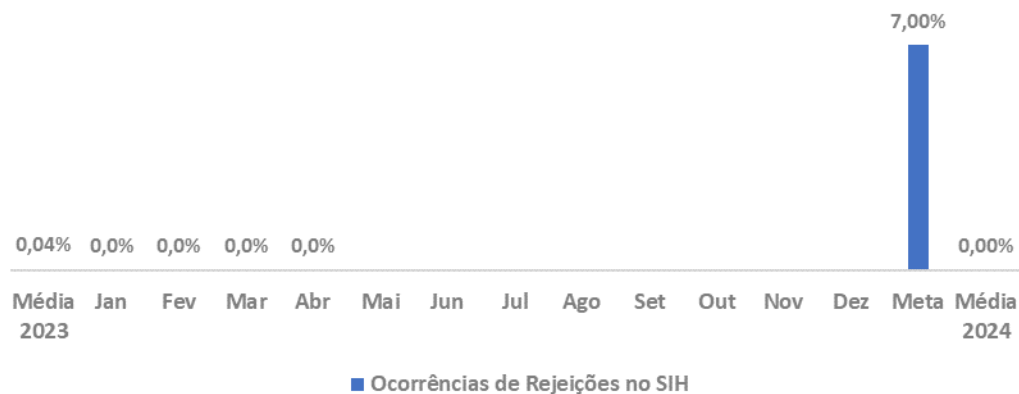 7,00%
0,04% 0,0% 0,0% 0,0% 0,0% 0,00%
Média Jan Fev Mar Abr Mai Jun Jul Ago Set Out Nov Dez Meta Média
2023 2024
Ocorrências de Rejeições no SIH